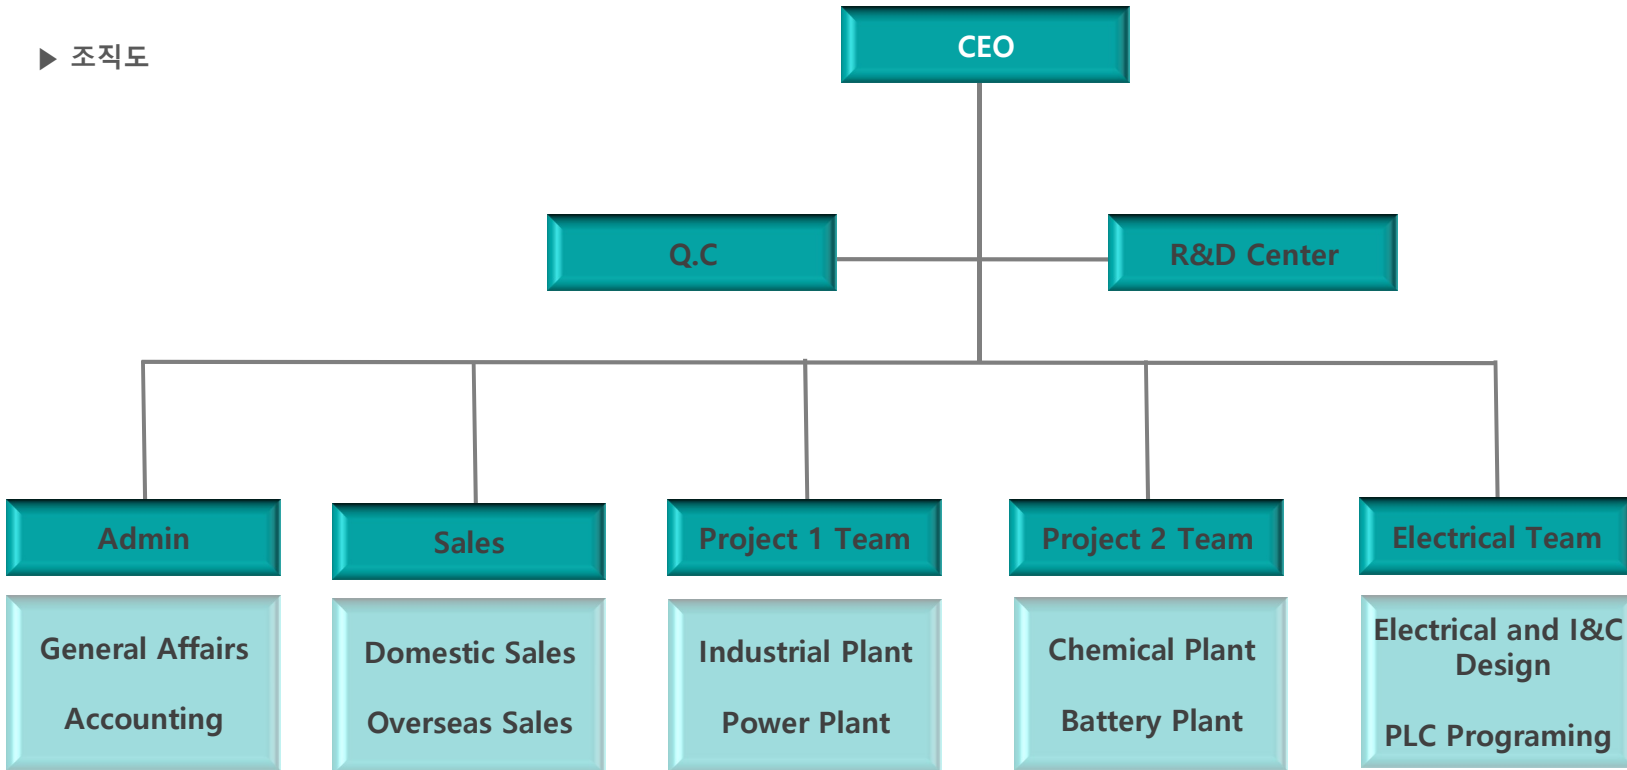 ▶ 조직도
CEO
Q.C
R&D Center
Admin
Sales
Project 1 Team
Project 2 Team
Electrical Team
General Affairs
Accounting
Domestic Sales
Overseas Sales
Industrial Plant
Power Plant
Chemical Plant
Battery Plant
Electrical and I&C
Design
PLC Programing